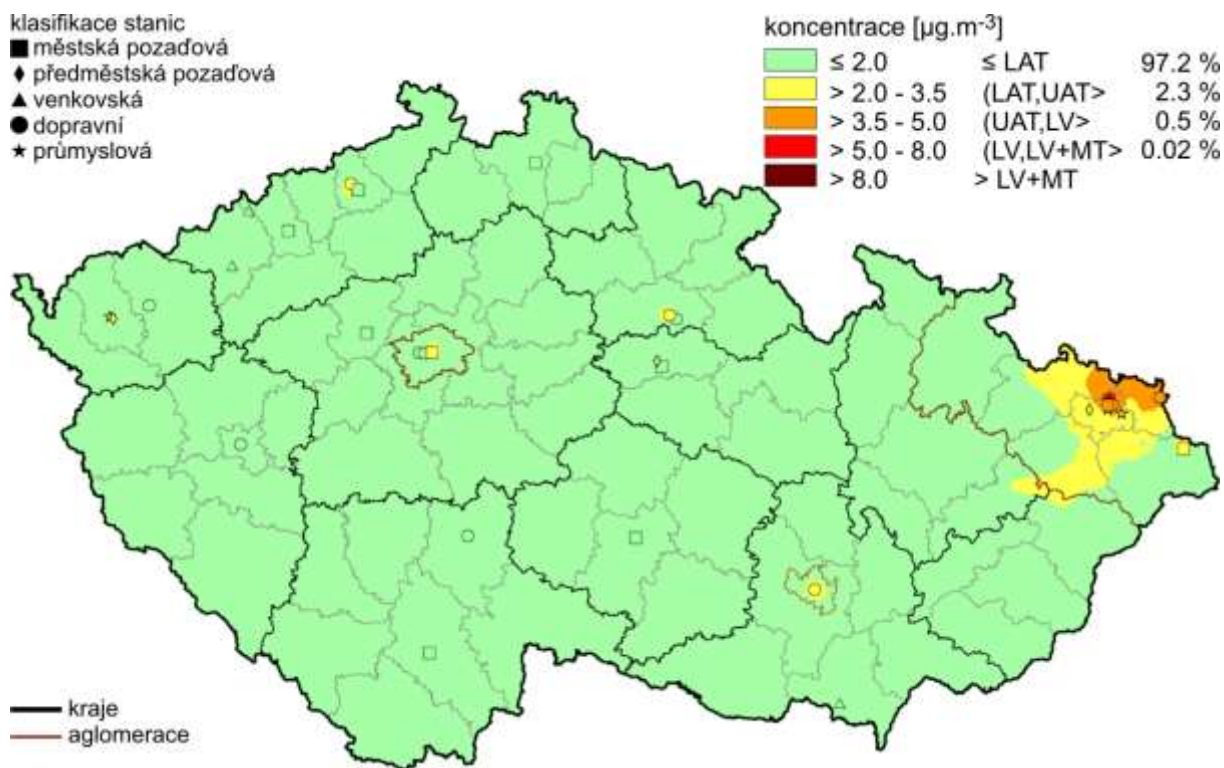 klasifikace stanic
městská pozaďová
předměstská pozaďová
venkovská
dopravní
průmyslová
koncentrace [µg.m-3]
≤ 2.0 ≤ LAT 97.2 %
> 2.0 - 3.5 (LAT,UAT> 2.3 %
> 3.5 - 5.0 (UAT,LV> 0.5 %
> 5.0 - 8.0 (LV,LV+MT> 0.02 %
> 8.0 > LV+MT
kraje
aglomerace